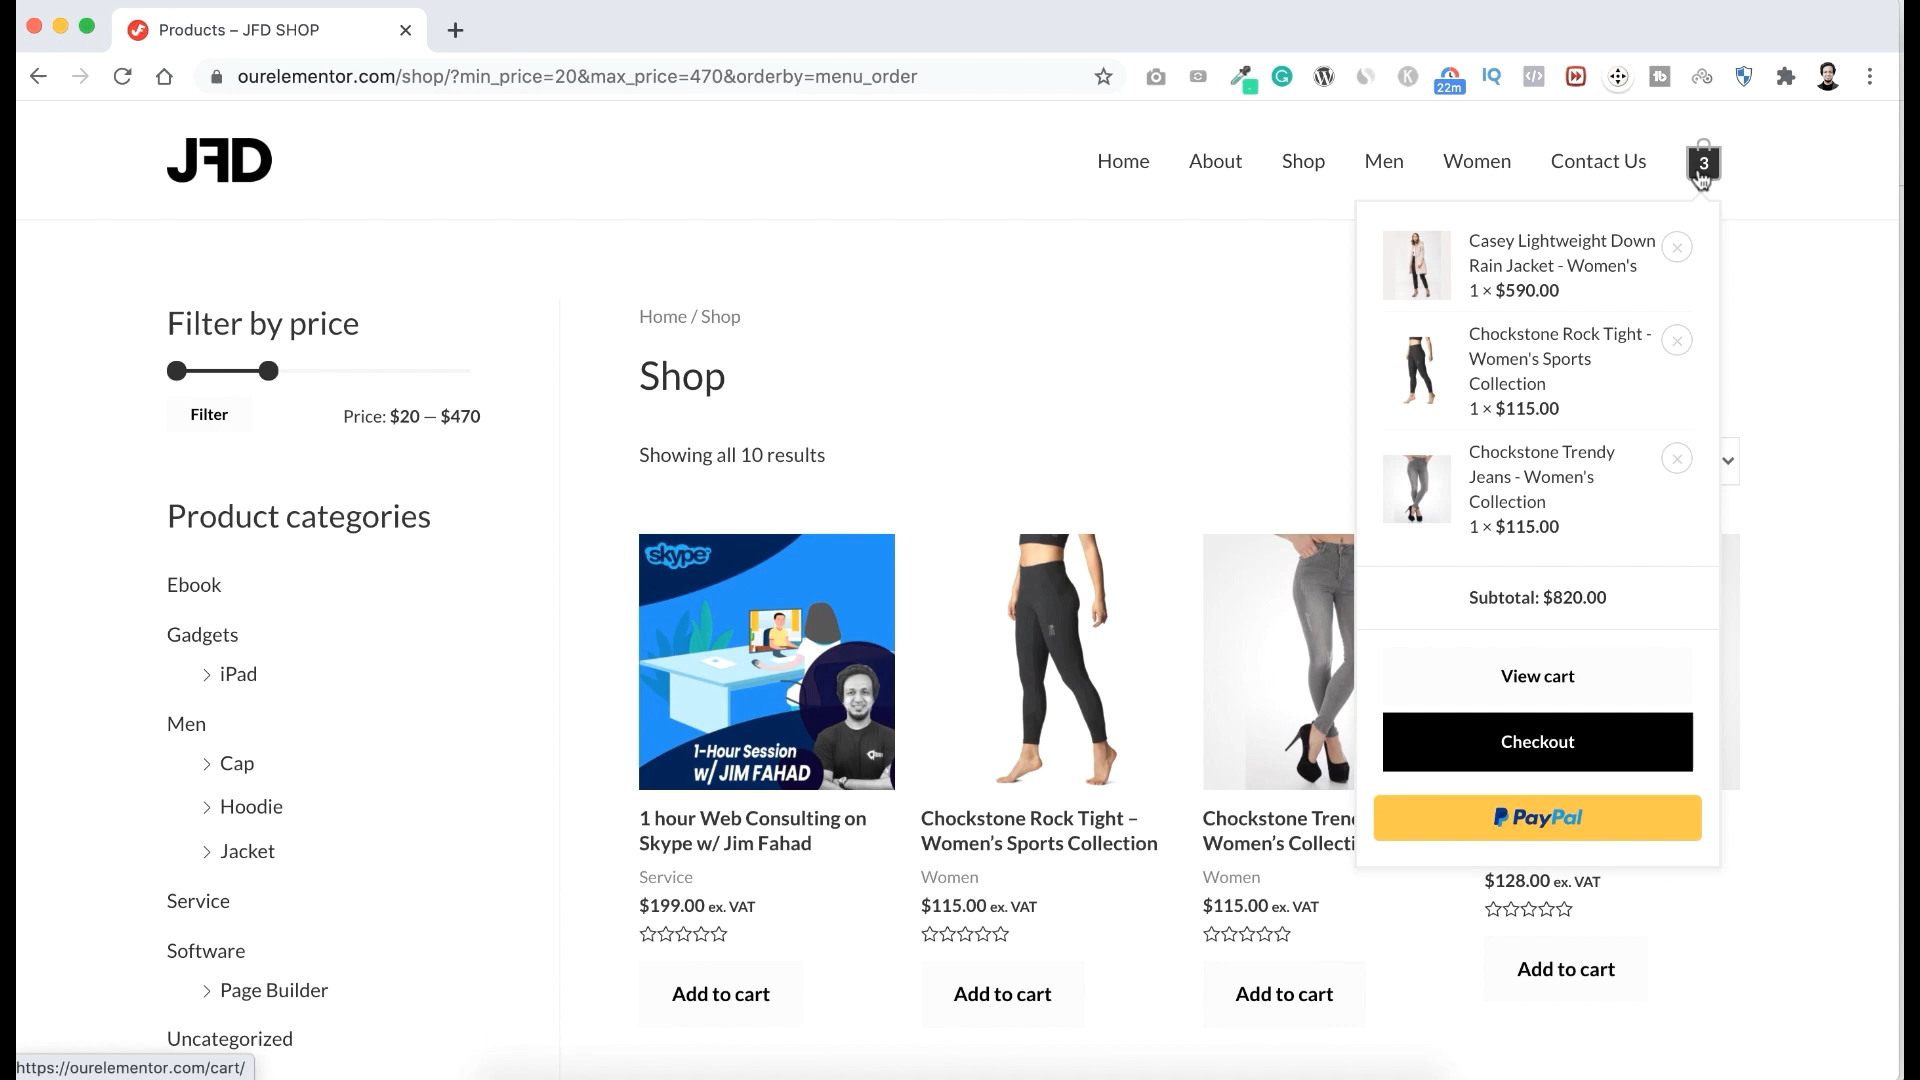 Products – JFD SHOP
ourelementor.com/shop/?min_price=20&max_price=470&orderby=menu_order
22m
IQ
JFD
Home
About
Shop
Men
Women
Contact Us
3
Casey Lightweight Down
Rain Jacket - Women's
1 × $590.00
Chockstone Rock Tight -
Women's Sports
Collection
1 × $115.00
Chockstone Trendy
Jeans - Women's
Collection
1 × $115.00
Subtotal: $820.00
View cart
Checkout
PayPal
Filter by price
Filter
Price: $20 — $470
Product categories
Ebook
Gadgets
iPad
Men
Cap
Hoodie
Jacket
Service
Software
Page Builder
Uncategorized
Home / Shop
Shop
Showing all 10 results
skype
1-Hour Session
w/ JIM FAHAD
1 hour Web Consulting on
Skype w/ Jim Fahad
Service
$199.00 ex. VAT
Add to cart
Chockstone Rock Tight –
Women’s Sports Collection
Women
$115.00 ex. VAT
Add to cart
Chockstone
Women’s
Women
$115.00 ex. VAT
Add to cart
$128.00 ex. VAT
Add to cart
https://ourelementor.com/cart/